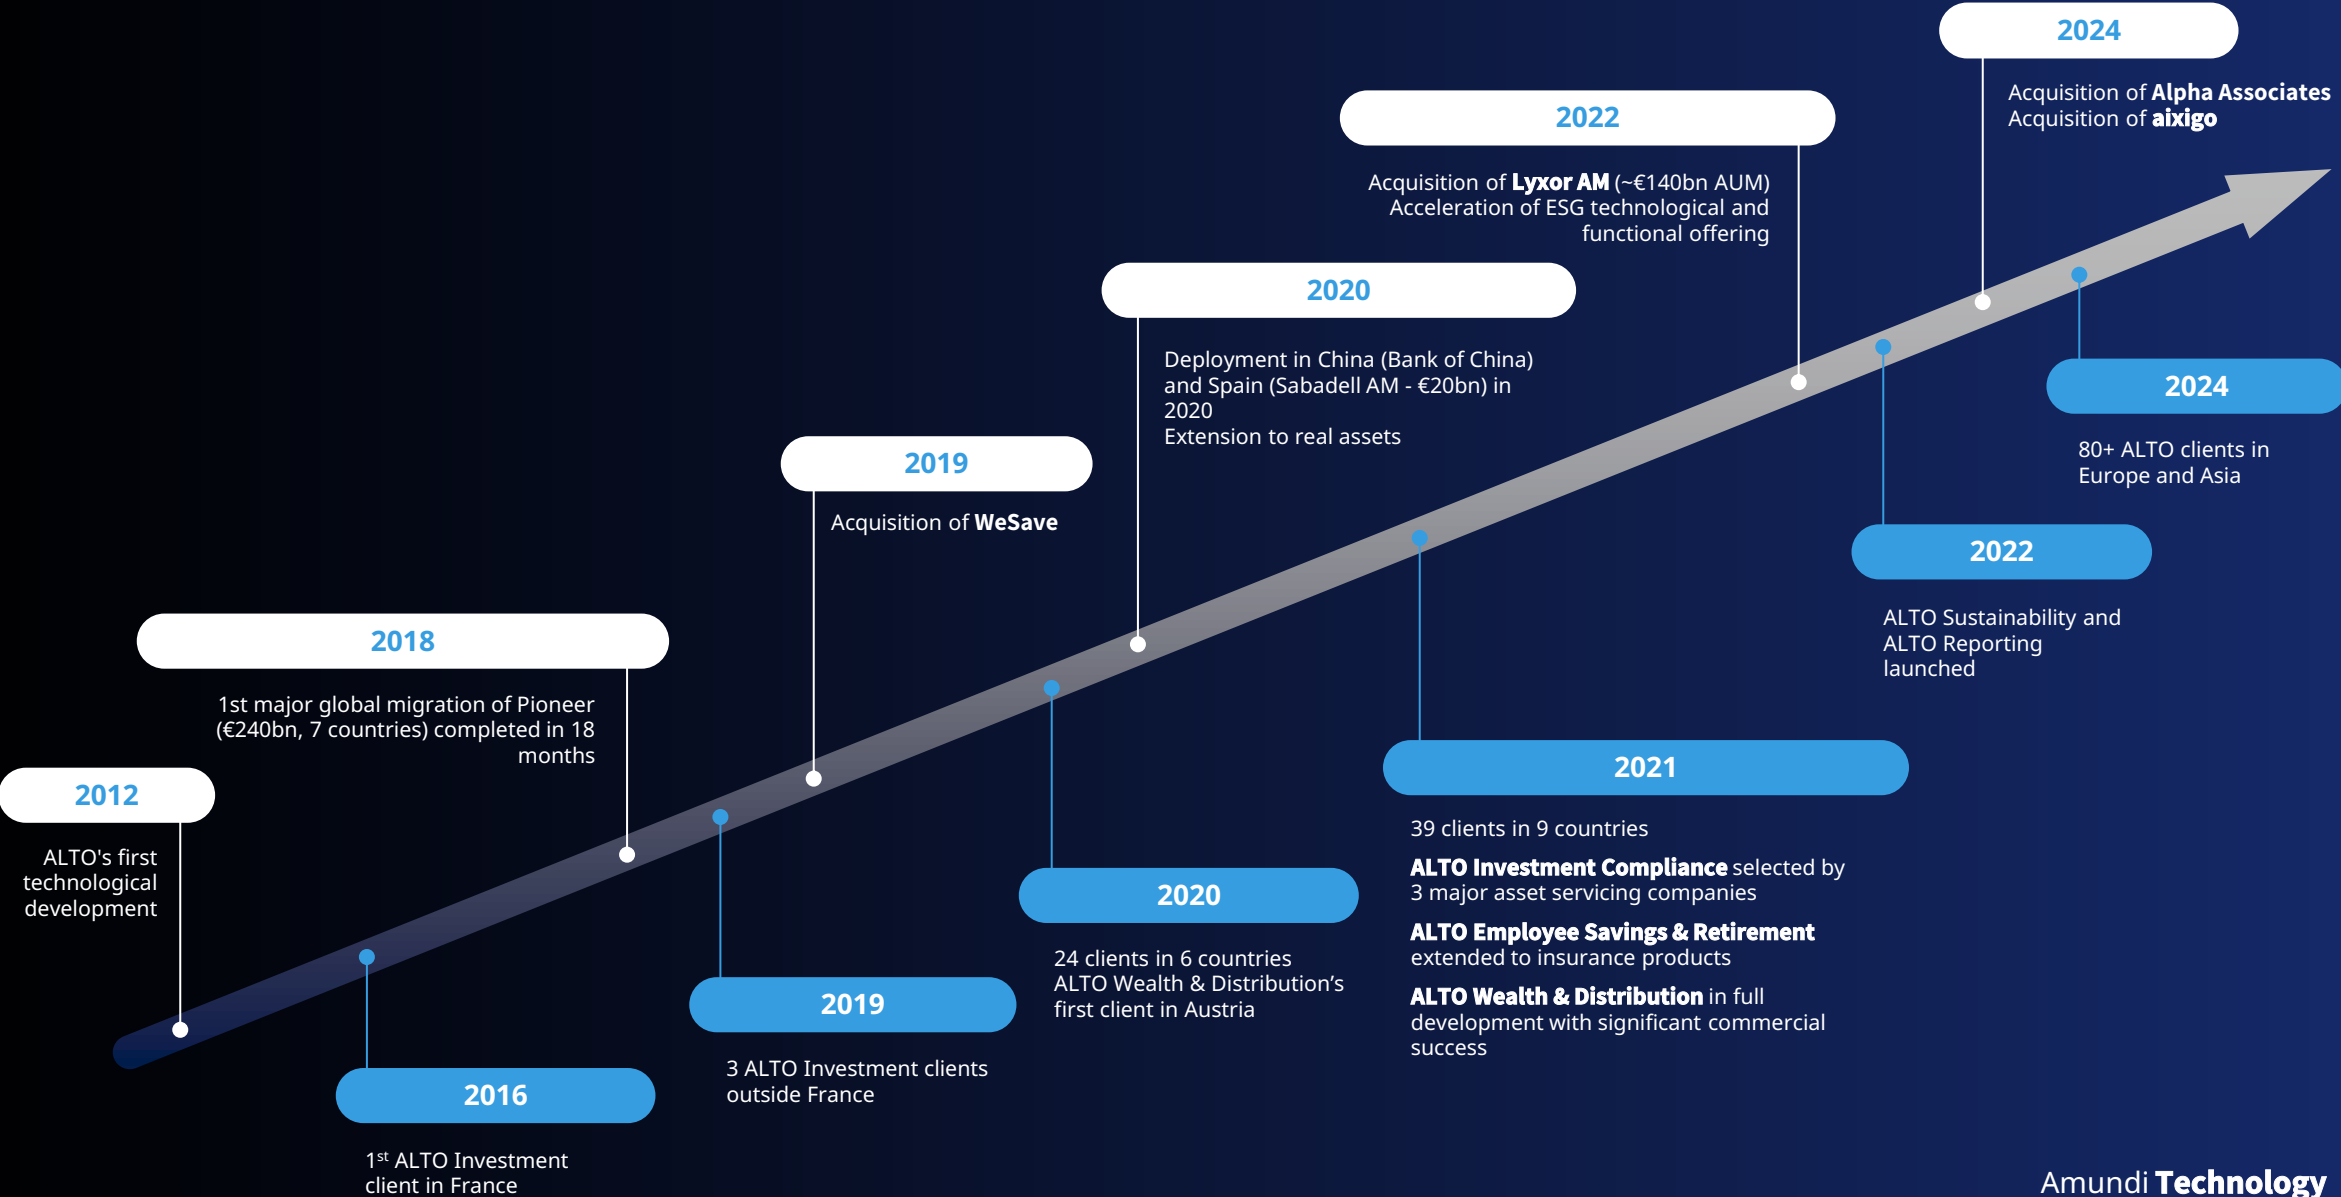 2024
Acquisition of Alpha Associates
Acquisition of aixigo
2022
Acquisition of Lyxor AM (~€140bn AUM)
Acceleration of ESG technological and
functional offering
2020
Deployment in China (Bank of China)
and Spain (Sabadell AM - €20bn) in
2020
Extension to real assets
2019
Acquisition of WeSave
2018
1st major global migration of Pioneer
(€240bn, 7 countries) completed in 18
months
2012
ALTO's first
technological
development
2016
1st ALTO Investment
client in France
2019
3 ALTO Investment clients
outside France
2020
24 clients in 6 countries
ALTO Wealth & Distribution’s
first client in Austria
2021
39 clients in 9 countries
ALTO Investment Compliance selected by
3 major asset servicing companies
ALTO Employee Savings & Retirement
extended to insurance products
ALTO Wealth & Distribution in full
development with significant commercial
success
2022
ALTO Sustainability and
ALTO Reporting
launched
2024
80+ ALTO clients in
Europe and Asia
Amundi Technology